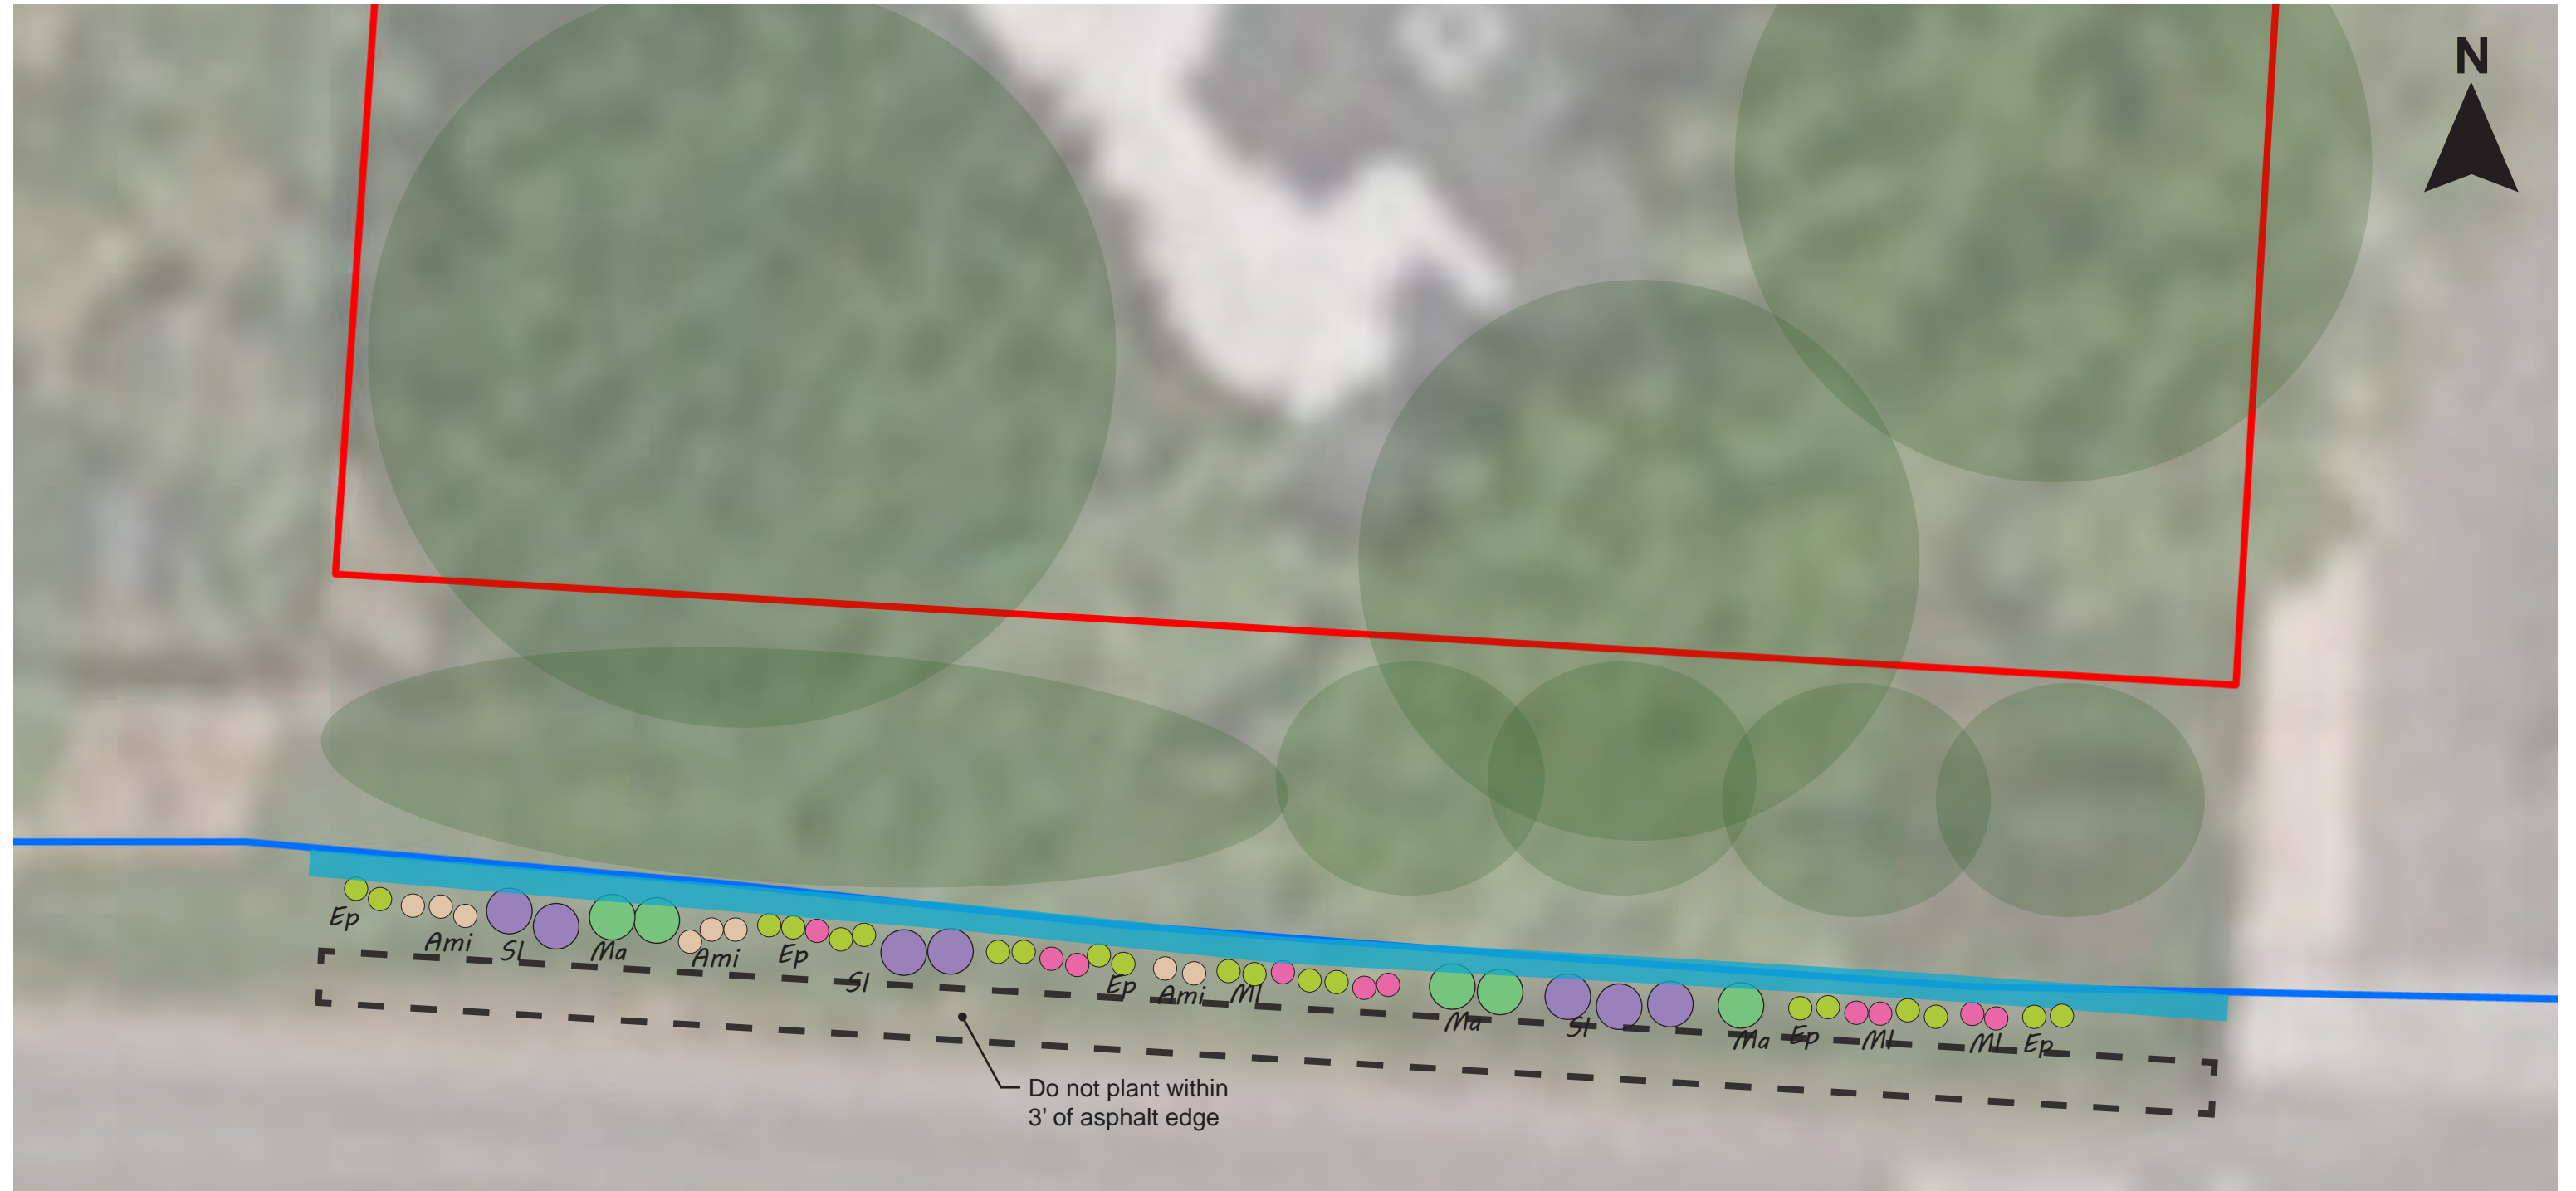 N
Ep
Ami
Sl
Ma
Ami
Ep
Sl
Ep
Ami
Ml
Ma
Sl
Ma
Ep
Ml
Ml
Ep
Do not plant within
3’ of asphalt edge